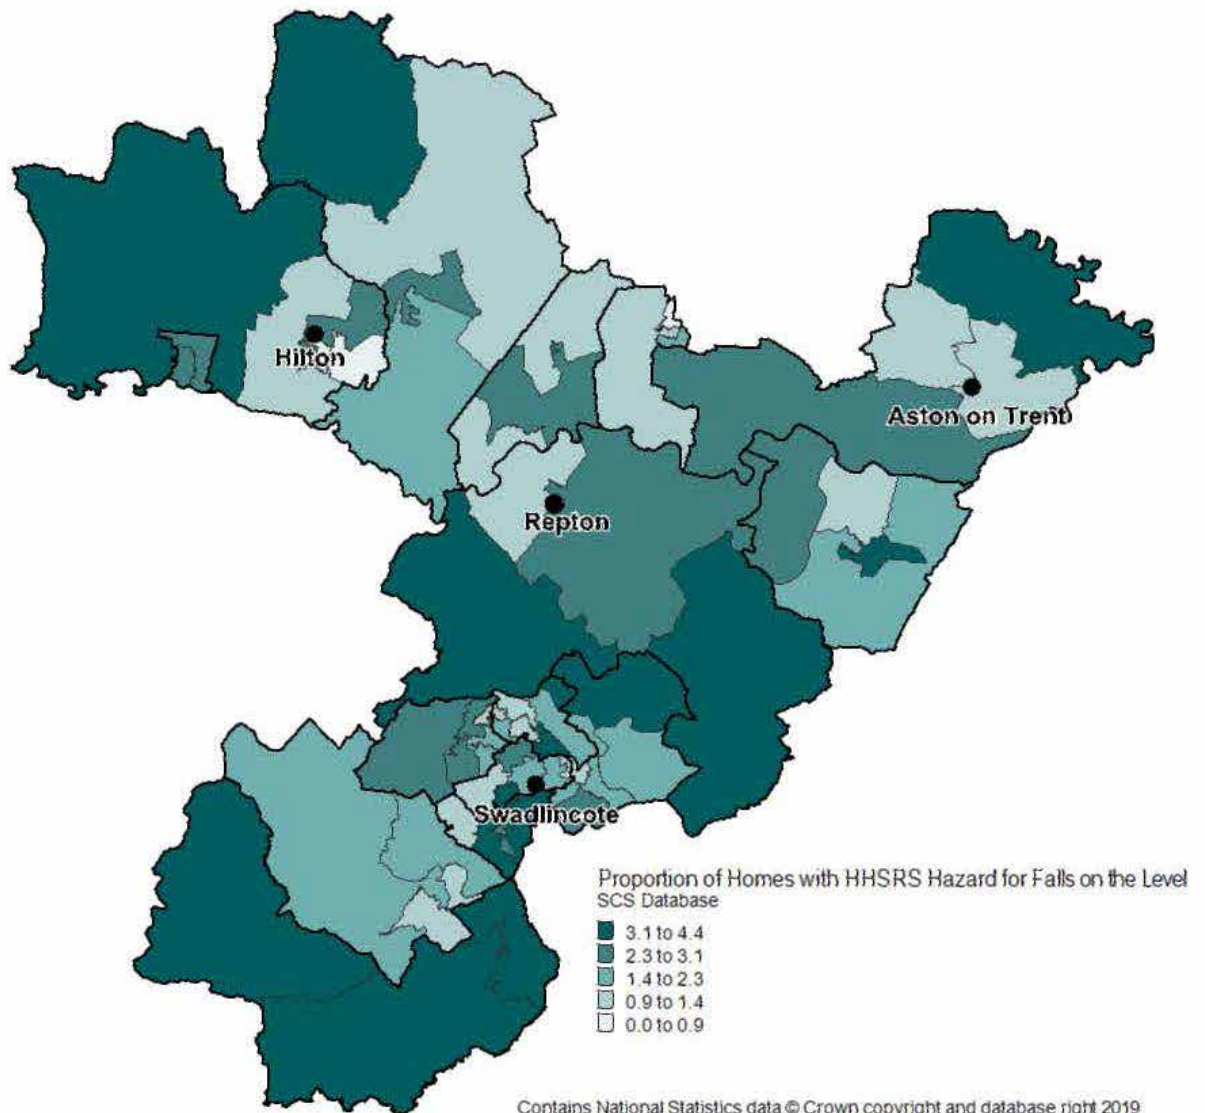 Hilton
Aston on Trent
Repton
Swadlincote
Proportion of Homes with HHSRS Hazard for Falls on the Level
SCS Database
3.1 to 4.4
2.3 to 3.1
1.4 to 2.3
0.9 to 1.4
0.0 to 0.9
Contains National Statistics data © Crown copyright and database right 2019